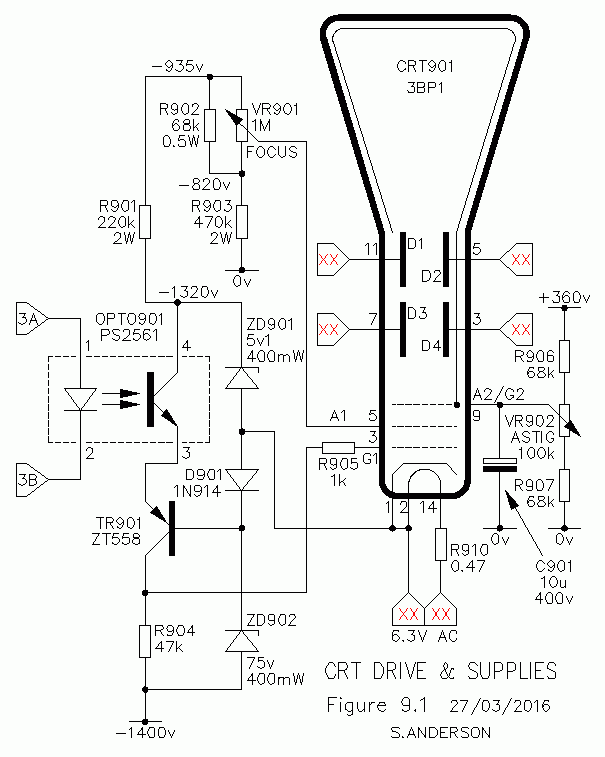 -935v
CRT901
3BP1
R902
68k
0.5W
VR901
1M
FOCUS
-820v
R901
220k
2W
R903
470k
2W
0v
11
D1
5
D2
XX
XX
7
D3
3
D4
XX
XX
-1320v
+360v
3A
OPTO901
PS2561
1
4
ZD901
5v1
400mW
R906
68k
A2/G2
A1
5
9
VR902
ASTIG
100k
3
G1
2
3
3B
R905
1k
D901
1N914
R907
68k
1
2
14
TR901
ZT558
0v
0v
R910
0.47
C901
10u
400v
XX
XX
6.3V AC
ZD902
75v
400mW
R904
47k
-1400v
CRT DRIVE & SUPPLIES
Figure 9.1 27/03/2016
S.ANDERSON